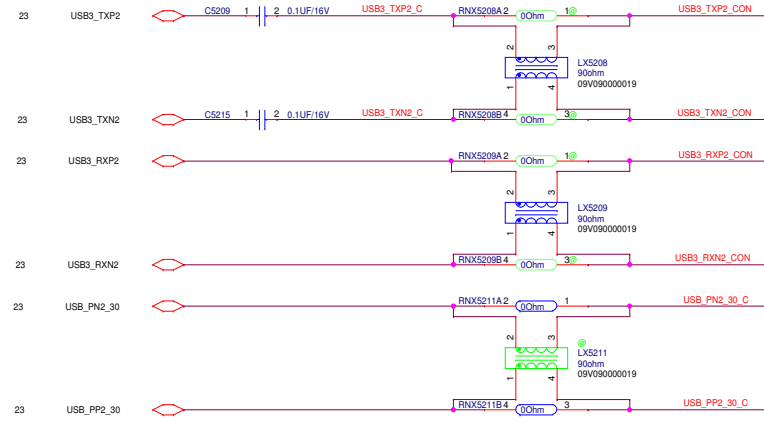 23 USB3_TXP2 C5209 1 2 0.1UF/16V USB3_TXP2_C RNX5208A 2 0Ohm 1 @ USB3_TXP2_CON
2 3
LX5208
90ohm
09V090000019
1 4
23 USB3_TXN2 C5215 1 2 0.1UF/16V USB3_TXN2_C RNX5208B 4 0Ohm 3 @ USB3_TXN2_CON
23 USB3_RXP2 RNX5209A 2 0Ohm 1 @ USB3_RXP2_CON
2 3
LX5209
90ohm
09V090000019
1 4
23 USB3_RXN2 RNX5209B 4 0Ohm 3 @ USB3_RXN2_CON
23 USB_PN2_30 RNX5211A 2 0Ohm 1 USB_PN2_30_C
2 3 @
LX5211
90ohm
09V090000019
1 4
23 USB_PP2_30 RNX5211B 4 0Ohm 3 USB_PP2_30_C